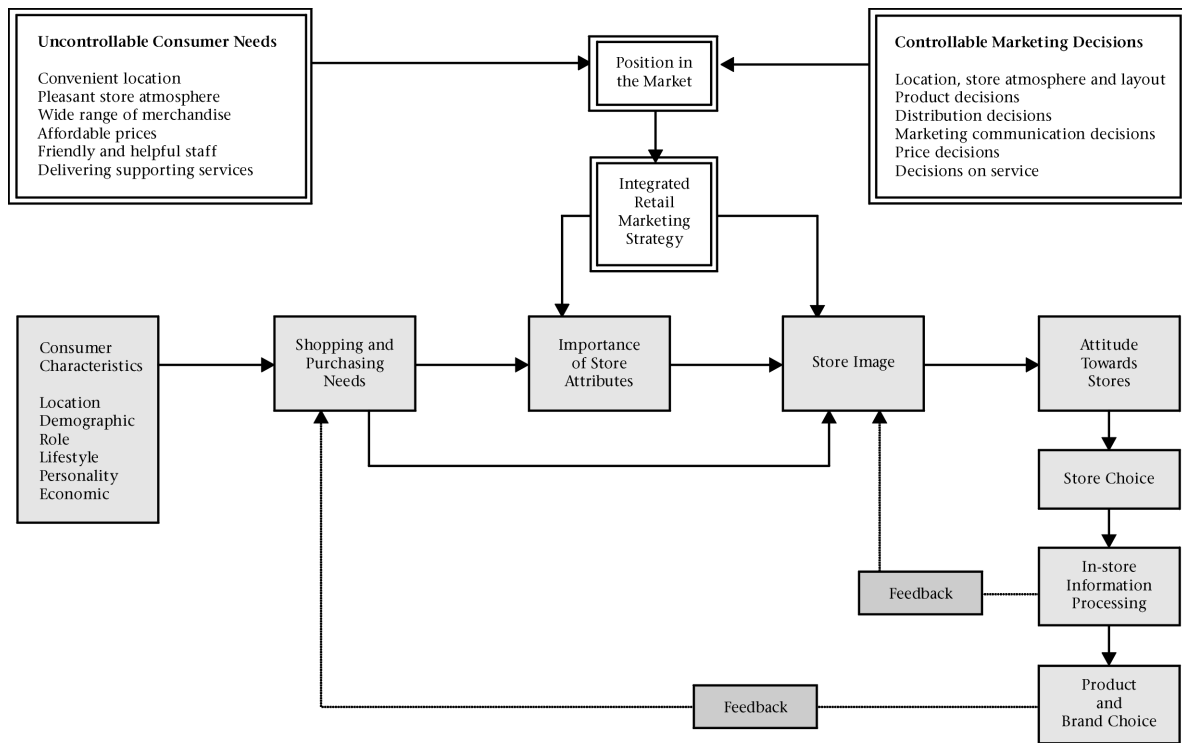 Uncontrollable Consumer Needs
Convenient location
Pleasant store atmosphere
Wide range of merchandise
Affordable prices
Friendly and helpful staff
Delivering supporting services
Position in
the Market
Controllable Marketing Decisions
Location, store atmosphere and layout
Product decisions
Distribution decisions
Marketing communication decisions
Price decisions
Decisions on service
Integrated
Retail
Marketing
Strategy
Consumer
Characteristics
Location
Demographic
Role
Lifestyle
Personality
Economic
Shopping and
Purchasing
Needs
Importance
of Store
Attributes
Store Image
Attitude
Towards
Stores
Store Choice
In-store
Information
Processing
Feedback
Product
and
Brand Choice
Feedback